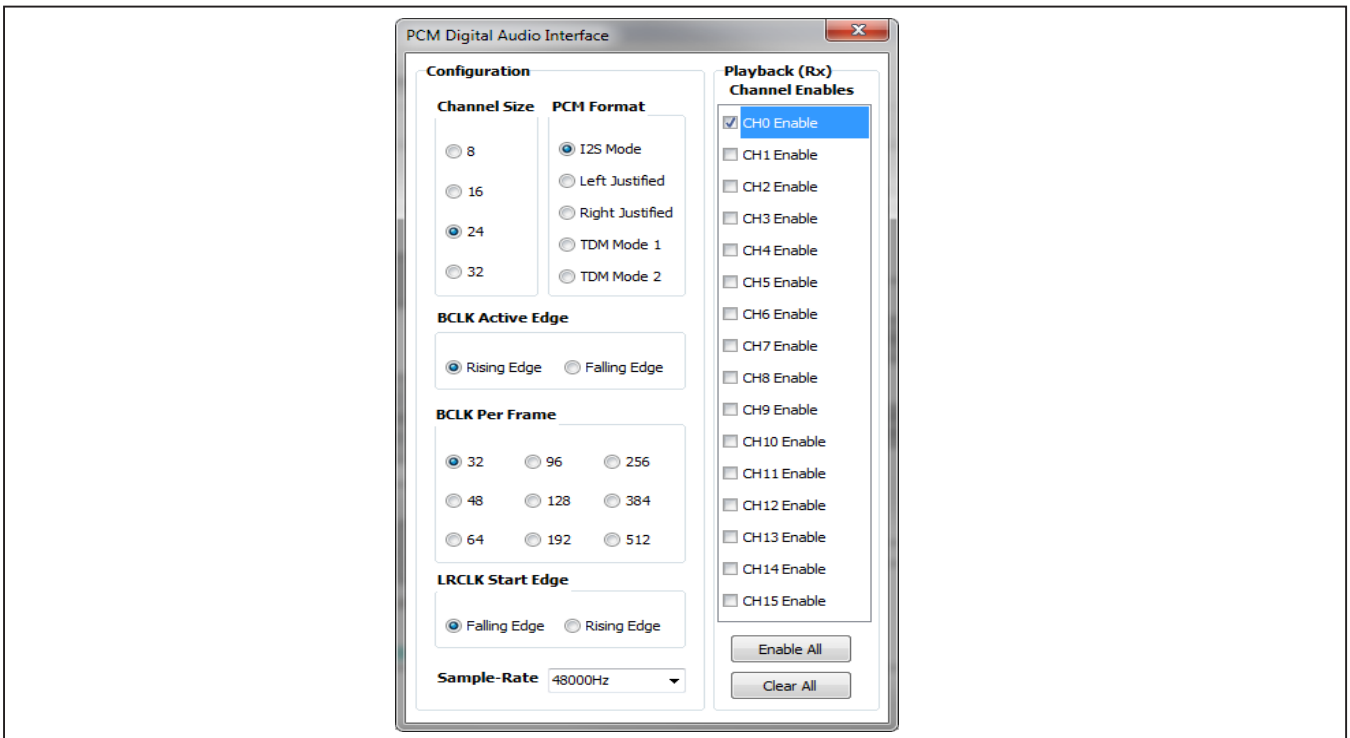 PCM Digital Audio Interface
Configuration
Channel Size
8
16
24
32
PCM Format
I2S Mode
Left Justified
Right Justified
TDM Mode 1
TDM Mode 2
BCLK Active Edge
Rising Edge Falling Edge
BCLK Per Frame
32 96 256
48 128 384
64 192 512
LRCLK Start Edge
Falling Edge Rising Edge
Sample-Rate 48000Hz
Playback (Rx)
Channel Enables
CH0 Enable
CH1 Enable
CH2 Enable
CH3 Enable
CH4 Enable
CH5 Enable
CH6 Enable
CH7 Enable
CH8 Enable
CH9 Enable
CH10 Enable
CH11 Enable
CH12 Enable
CH13 Enable
CH14 Enable
CH15 Enable
Enable All
Clear All